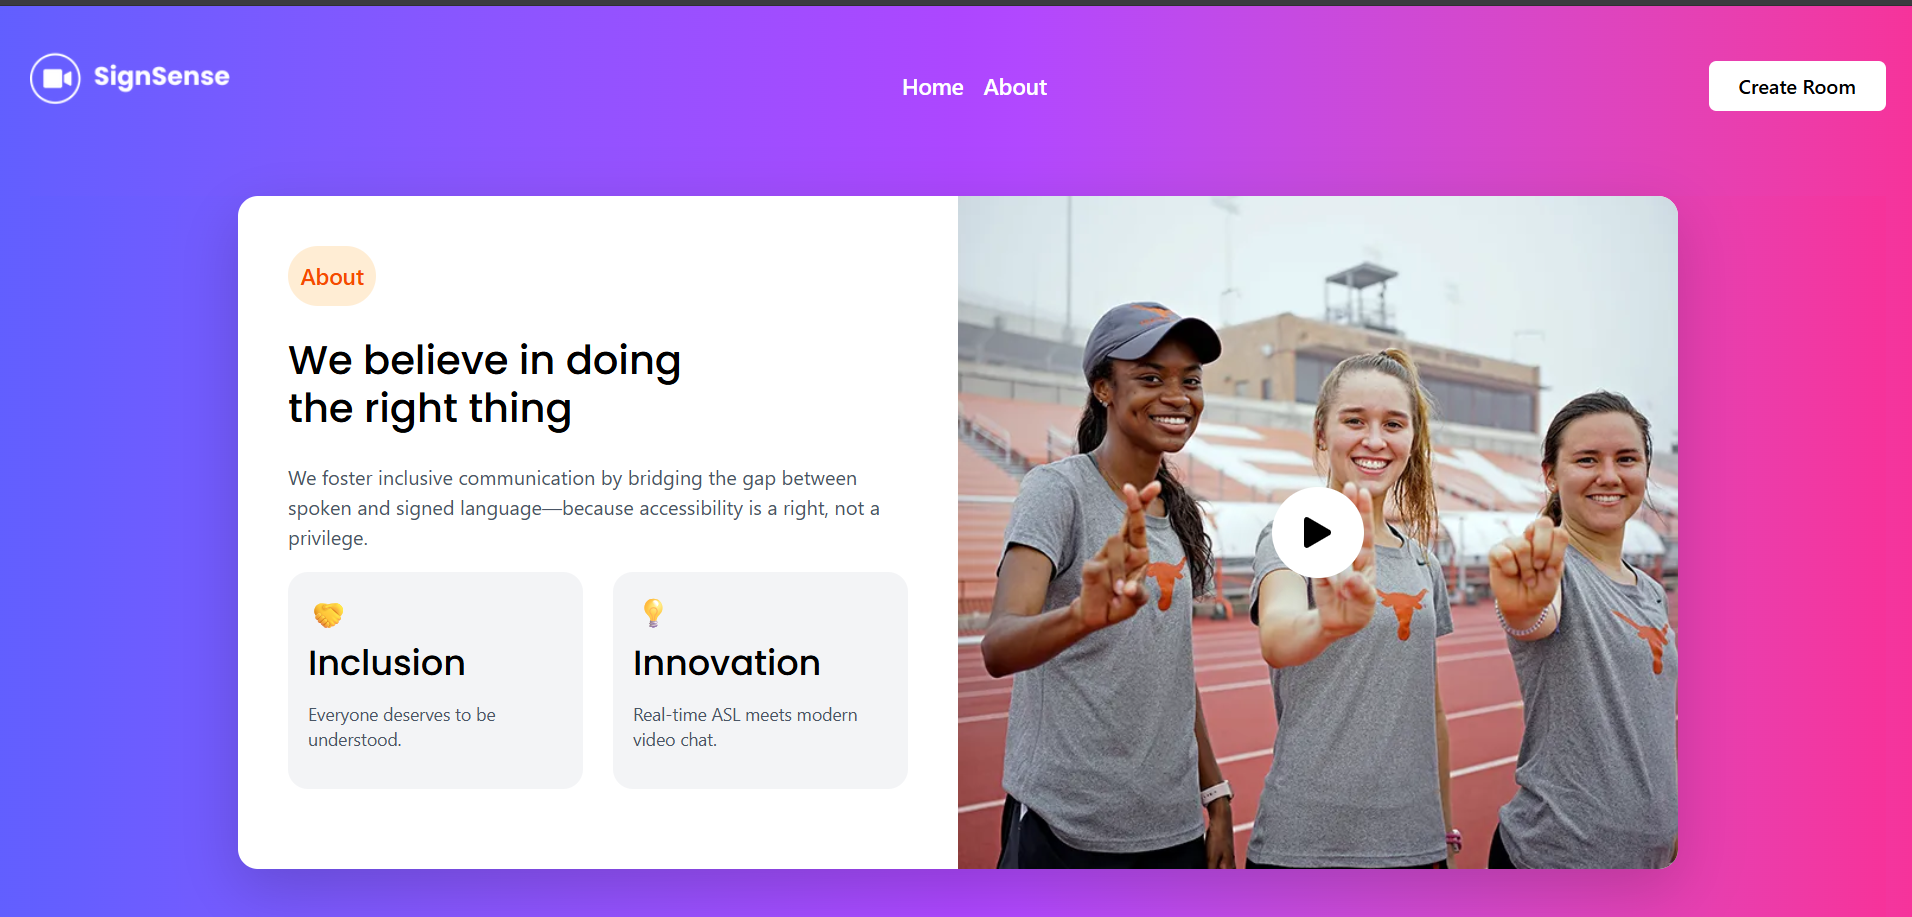 SignSense
Home About
Create Room
About
We believe in doing
the right thing
We foster inclusive communication by bridging the gap between
spoken and signed language—because accessibility is a right, not a
privilege.
Inclusion
Everyone deserves to be
understood.
Innovation
Real-time ASL meets modern
video chat.